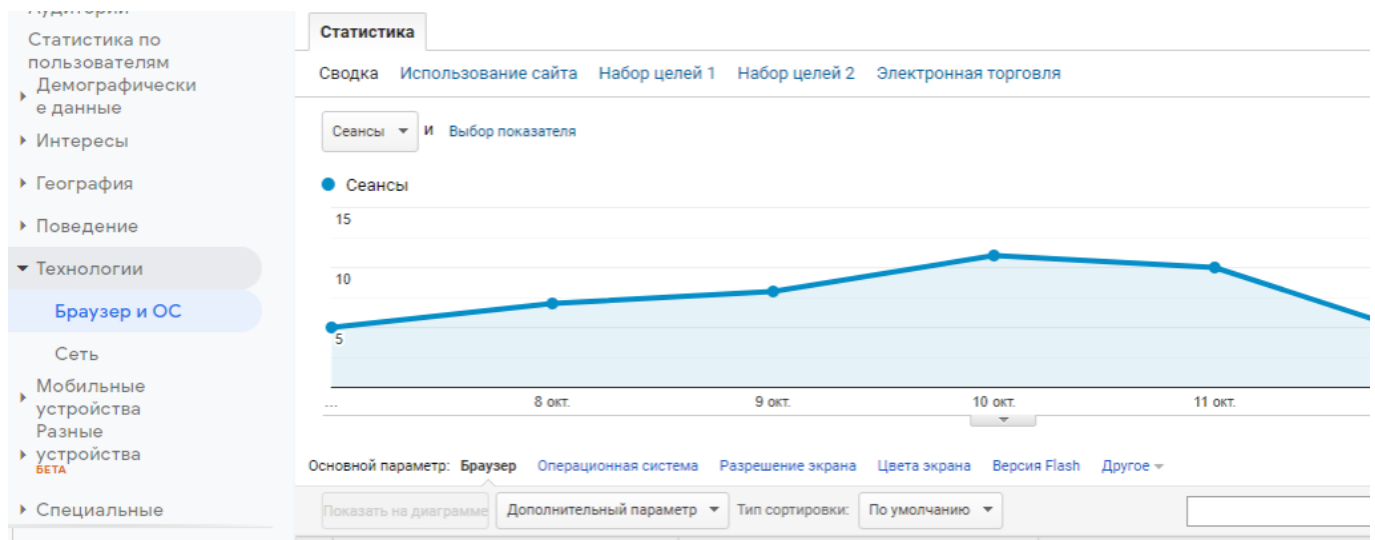 Статистика по
пользователям
Демографически
е данные
Интересы
География
Поведение
Технологии
Браузер и ОС
Сеть
Мобильные
устройства
Разные
устройства
БЕТА
Специальные
Статистика
Сводка Использование сайта Набор целей 1 Набор целей 2 Электронная торговля
Сеансы и Выбор показателя
Сеансы
15
10
5
... 8 окт. 9 окт. 10 окт. 11 окт.
Основной параметр: Браузер Операционная система Разрешение экрана Цвета экрана Версия Flash Другое
Показать на диаграмме Дополнительный параметр Тип сортировки: По умолчанию